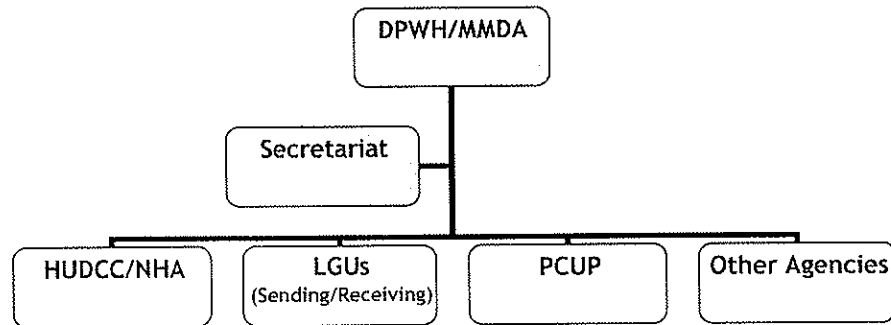 DPWH/MMDA
Secretariat
HUDCC/NHA
LGUs
(Sending/Receiving)
PCUP
Other Agencies